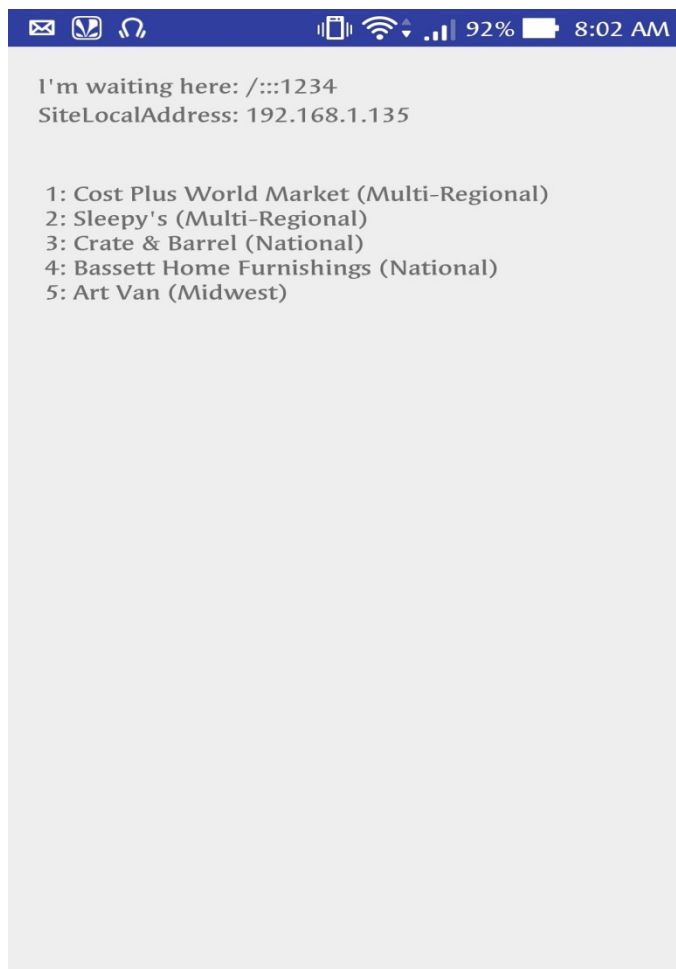 92% 8:02 AM
I'm waiting here: /:::1234
SiteLocalAddress: 192.168.1.135
1: Cost Plus World Market (Multi-Regional)
2: Sleepy's (Multi-Regional)
3: Crate & Barrel (National)
4: Bassett Home Furnishings (National)
5: Art Van (Midwest)